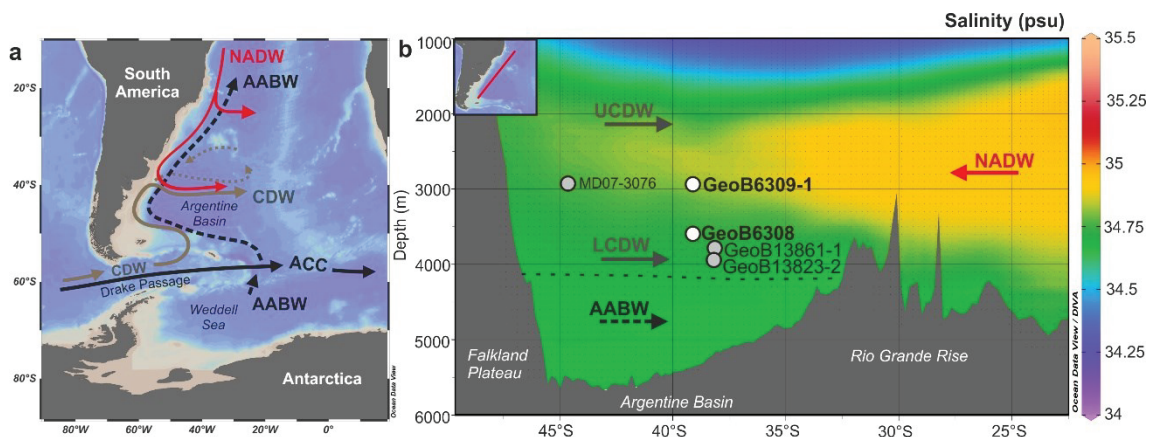 a
NADW
AABW
South
America
20°S
40°S
60°S
80°S
CDW
Argentine
Basin
CDW
Drake Passage
ACC
AABW
Weddell
Sea
Antarctica
Ocean Data View
80°W 60°W 40°W 20°W 0°W
b
Salinity (psu)
1000
2000
3000
4000
5000
6000
Depth (m)
UCDW
NADW
MD07-3076
GeoB6309-1
GeoB6308
GeoB13861-1
GeoB13823-2
LCDW
AABW
Falkland
Plateau
Rio Grande Rise
Argentine Basin
45°S 40°S 35°S 30°S 25°S
Ocean Data View / DIVA
35.5
35.25
35
34.75
34.5
34.25
34